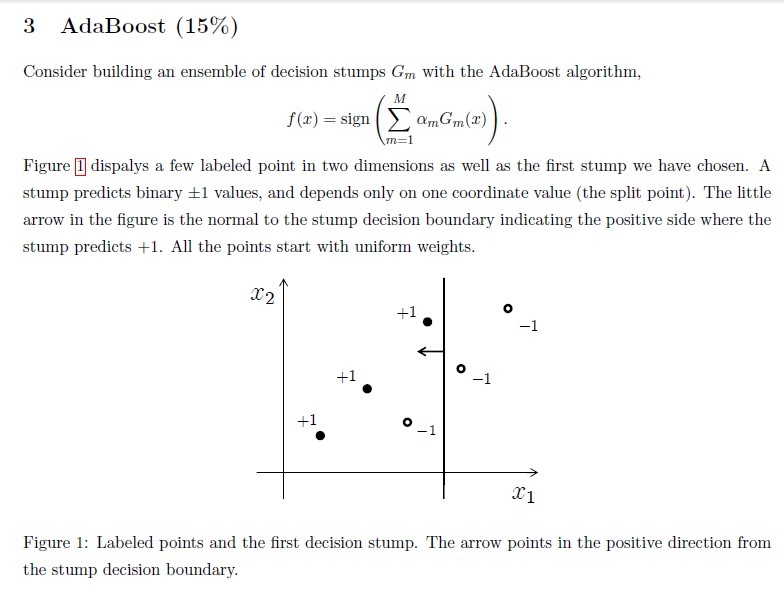 3 AdaBoost (15%)
Consider building an ensemble of decision stumps Gₘ with the AdaBoost algorithm,
f(x) = sign ( ∑_{m=1}^{M} αₘGₘ(x) ) .
Figure 1 dispalys a few labeled point in two dimensions as well as the first stump we have chosen. A
stump predicts binary ±1 values, and depends only on one coordinate value (the split point). The little
arrow in the figure is the normal to the stump decision boundary indicating the positive side where the
stump predicts +1. All the points start with uniform weights.
x₂
+1
−1
+1
−1
+1
−1
x₁
Figure 1: Labeled points and the first decision stump. The arrow points in the positive direction from
the stump decision boundary.